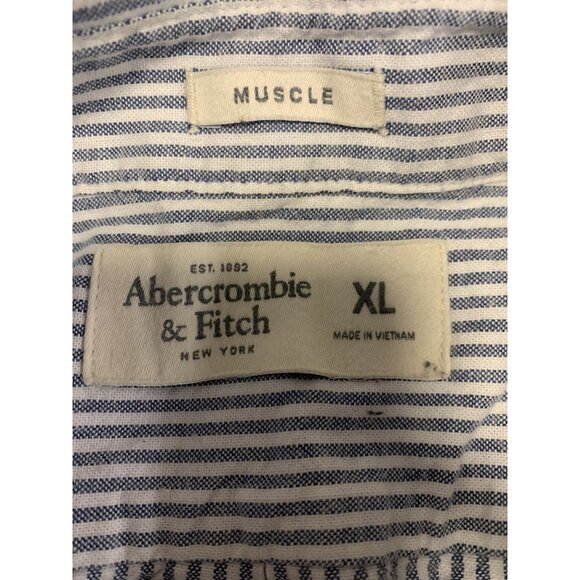 MUSCLE
EST. 1892
Abercrombie
& Fitch
NEW YORK
XL
MADE IN VIETNAM